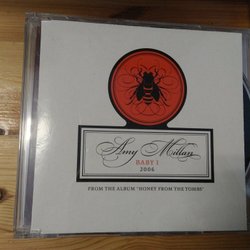 Amy Millan
BABY I
2006
FROM THE ALBUM "HONEY FROM THE TOMBS"